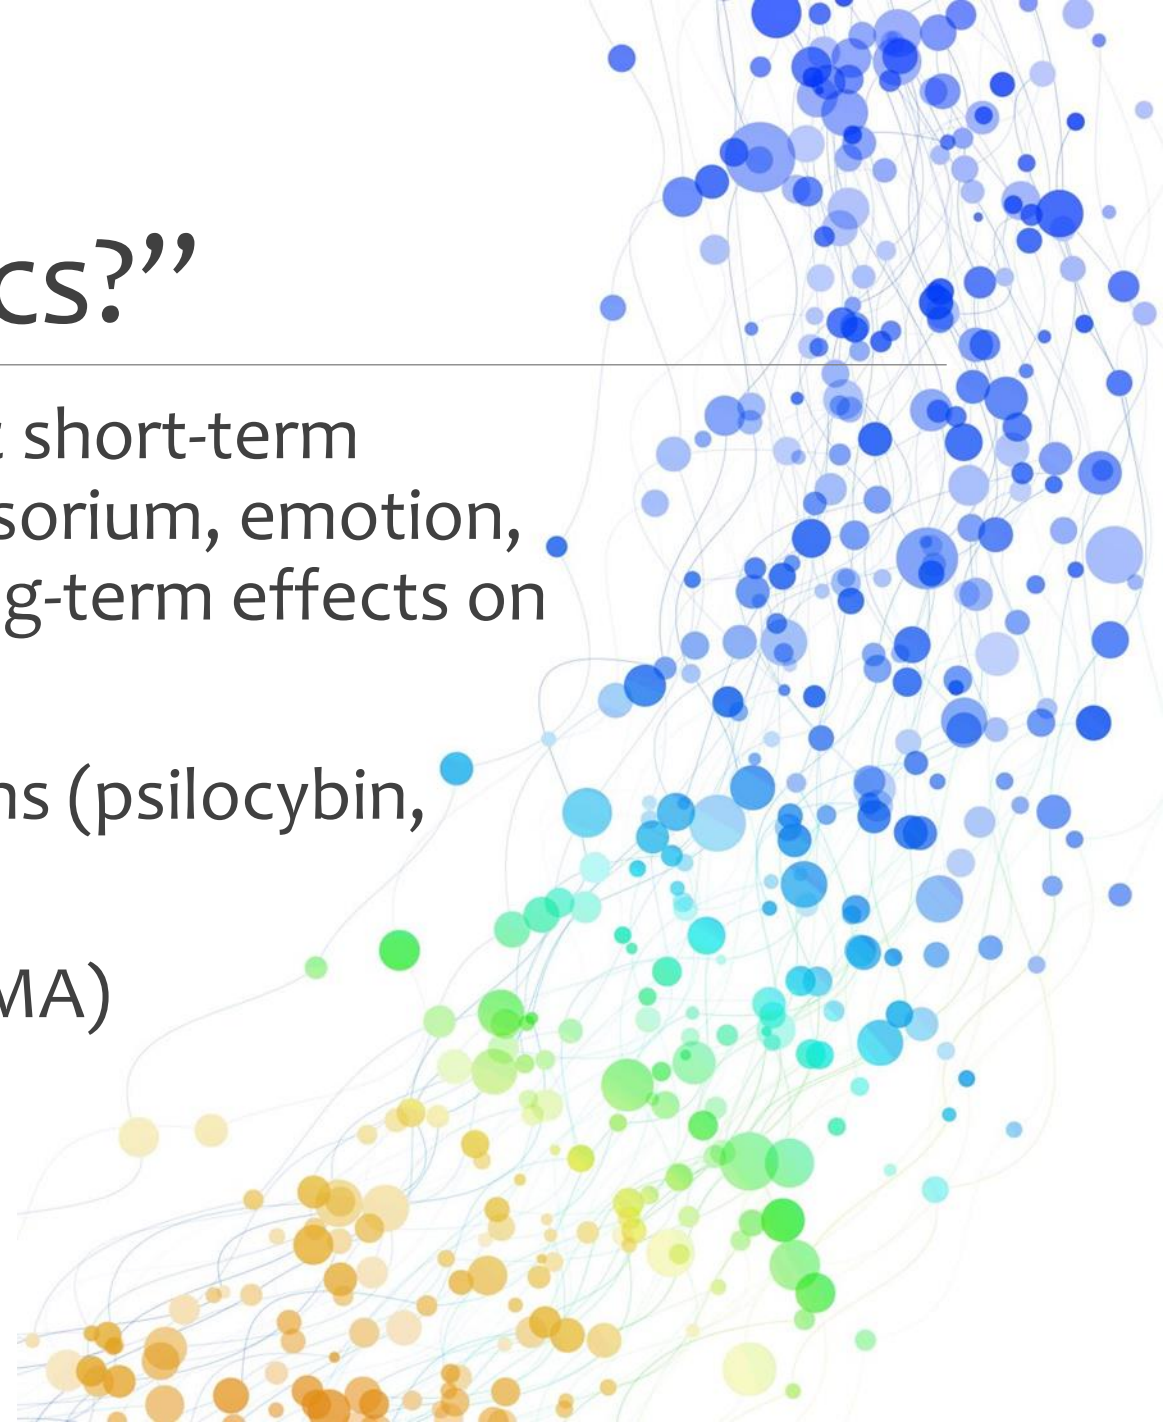 cs?”
short-term
sorium, emotion,
g-term effects on
ns (psilocybin,
MA)